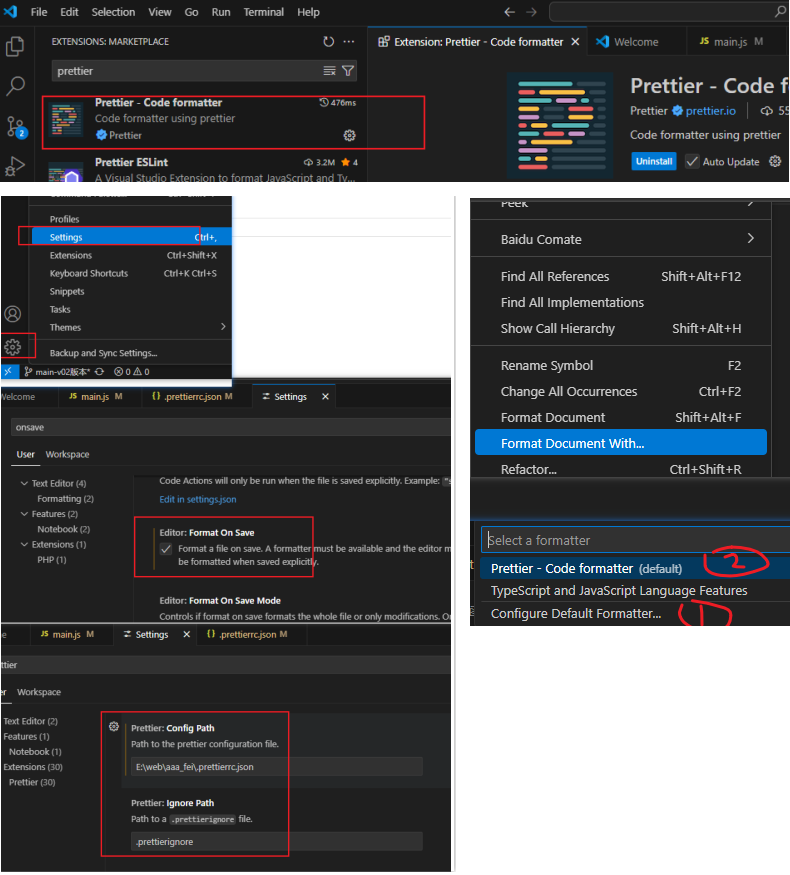 File Edit Selection View Go Run Terminal Help
EXTENSIONS: MARKETPLACE
prettier
Prettier - Code formatter 476ms
Code formatter using prettier
Prettier
Prettier ESLint 3.2M 4
A Visual Studio Extension to format JavaScript and Ty...
2
Extension: Prettier - Code formatter
Welcome
JS main.js M
Prettier - Code f
Prettier prettier.io 55
Code formatter using prettier
Uninstall Auto Update
Profiles
Settings Ctrl+,
Extensions Ctrl+Shift+X
Keyboard Shortcuts Ctrl+K Ctrl+S
Snippets
Tasks
Themes
Backup and Sync Settings...
main-v02版本* 0 0
Welcome JS main.js M {} .prettierrc.json M Settings
onsave
User Workspace
Text Editor (4)
Formatting (2)
Features (2)
Notebook (2)
Extensions (1)
PHP (1)
Code Actions will only be run when the file is saved explicitly. Example: "s
Edit in settings.json
Editor: Format On Save
Format a file on save. A formatter must be available and the editor m
be formatted when saved explicitly.
Editor: Format On Save Mode
Controls if format on save formats the whole file or only modifications. On
e JS main.js M Settings {} .prettierrc.json M
ttier
er Workspace
Text Editor (2)
Features (1)
Notebook (1)
Extensions (30)
Prettier (30)
Prettier: Config Path
Path to the prettier configuration file.
E:\web\aaa_fei\.prettierrc.json
Prettier: Ignore Path
Path to a .prettierignore file.
.prettierignore
Peek
Baidu Comate
Find All References Shift+Alt+F12
Find All Implementations
Show Call Hierarchy Shift+Alt+H
Rename Symbol F2
Change All Occurrences Ctrl+F2
Format Document Shift+Alt+F
Format Document With...
Refactor... Ctrl+Shift+R
Select a formatter
Prettier - Code formatter (default) 2
TypeScript and JavaScript Language Features
Configure Default Formatter... 1